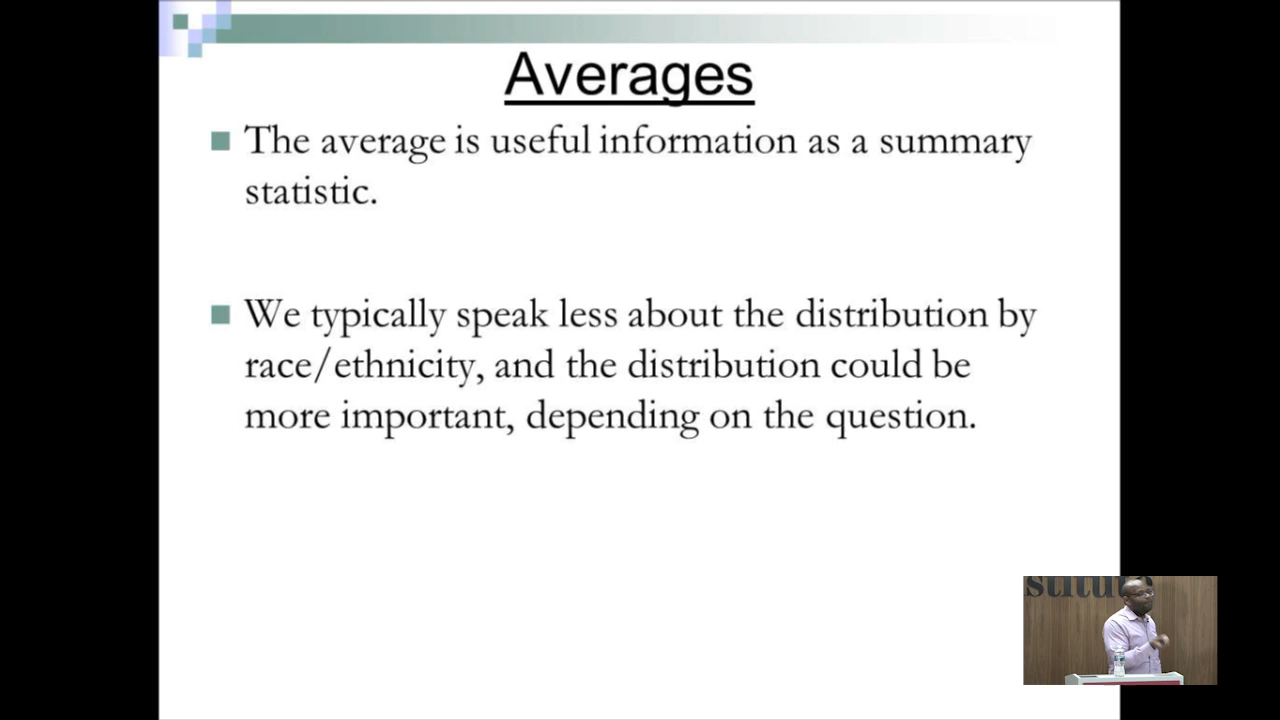 Averages
The average is useful information as a summary
statistic.
We typically speak less about the distribution by
race/ethnicity, and the distribution could be
more important, depending on the question.
stitute